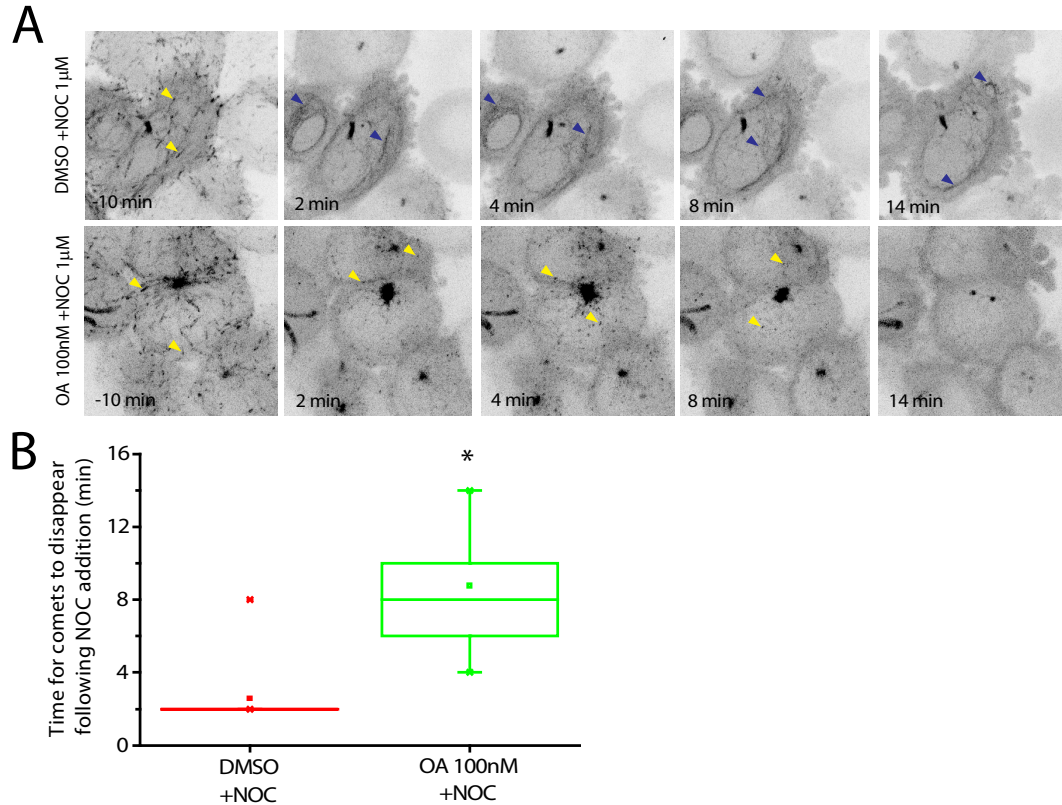 A
DMSO +NOC 1μM
-10 min
2 min
4 min
8 min
14 min
OA 100nM +NOC 1μM
-10 min
2 min
4 min
8 min
14 min
B
Time for comets to disappear
following NOC addition (min)
16
12
8
4
0
*
DMSO
+NOC
OA 100nM
+NOC